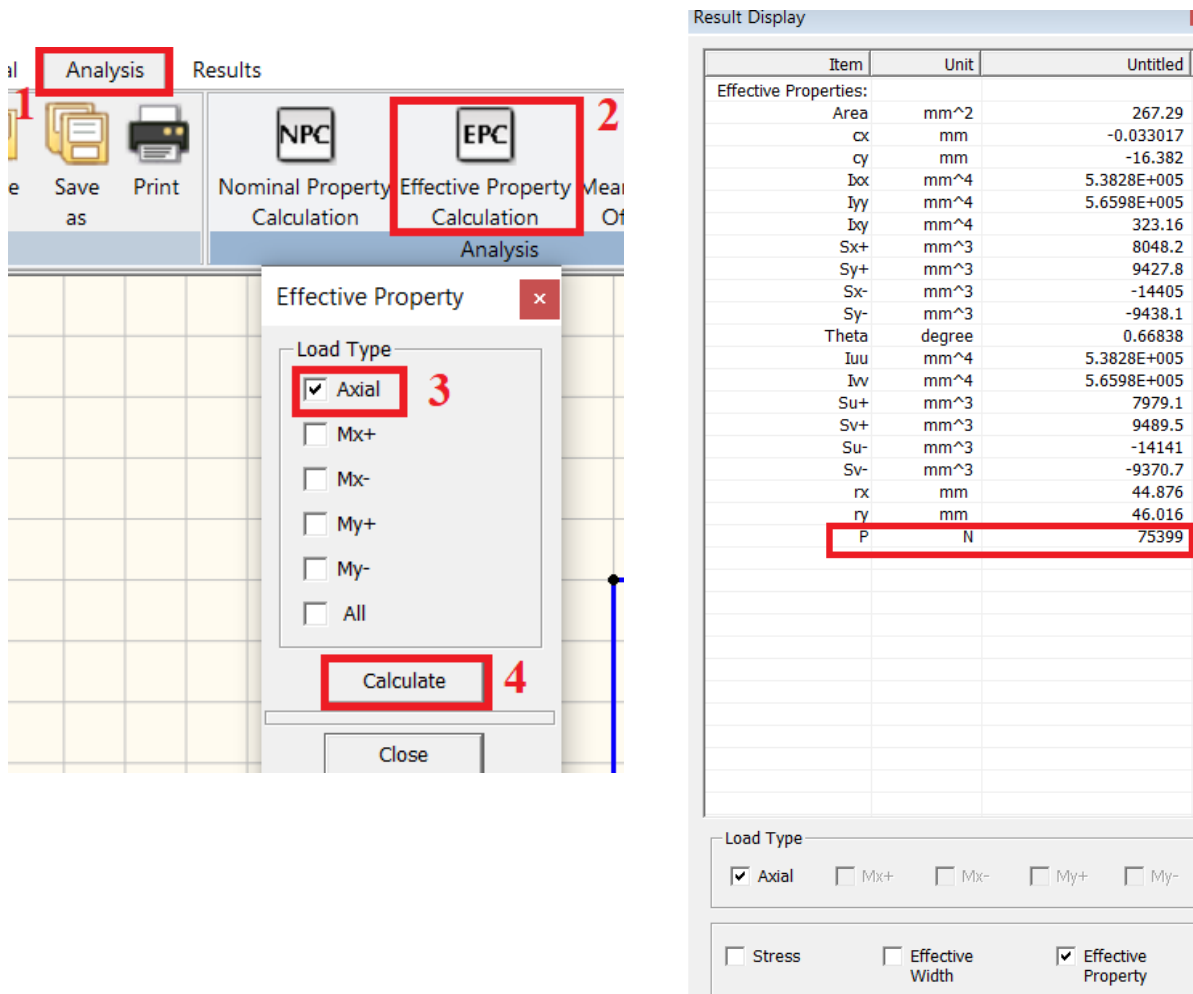 al Analysis Results
1
2
NPC EPC
e Save as Print Nominal Property Calculation Effective Property Calculation Mea Of
Analysis
Effective Property ×
Load Type
Axial 3
Mx+
Mx-
My+
My-
All
Calculate 4
Close
Result Display
Item Unit Untitled
Effective Properties:
Area mm^2 267.29
cx mm -0.033017
cy mm -16.382
Ixx mm^4 5.3828E+005
Iyy mm^4 5.6598E+005
Ixy mm^4 323.16
Sx+ mm^3 8048.2
Sy+ mm^3 9427.8
Sx- mm^3 -14405
Sy- mm^3 -9438.1
Theta degree 0.66838
Iuu mm^4 5.3828E+005
Ivv mm^4 5.6598E+005
Su+ mm^3 7979.1
Sv+ mm^3 9489.5
Su- mm^3 -14141
Sv- mm^3 -9370.7
rx mm 44.876
ry mm 46.016
P N 75399
Load Type
Axial Mx+ Mx- My+ My-
Stress Effective Width Effective Property